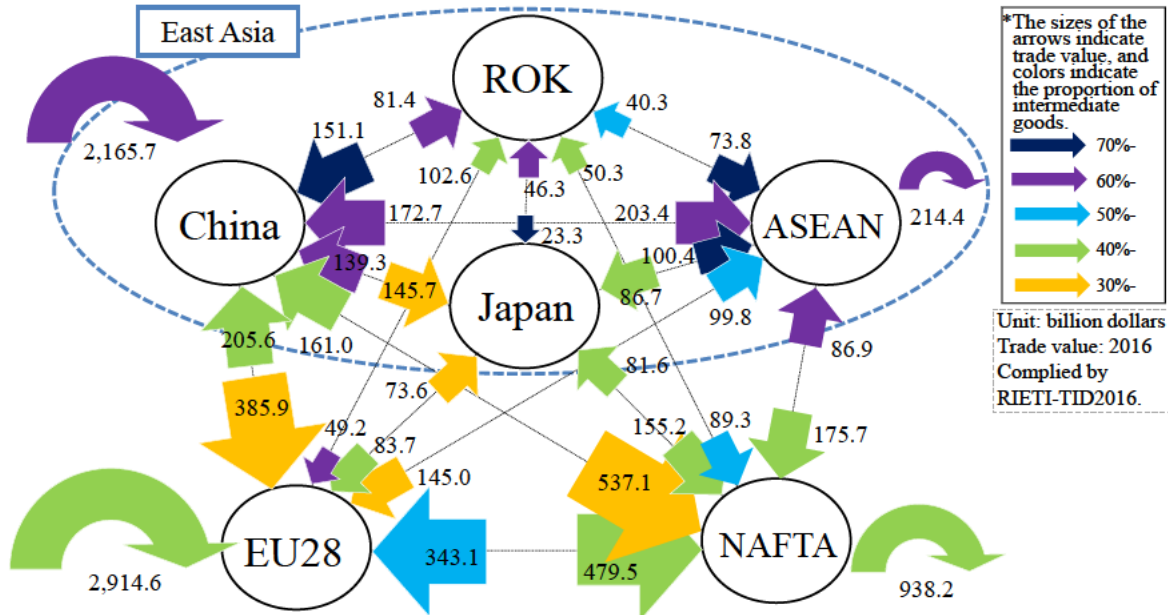 East Asia
ROK
*The sizes of the
arrows indicate
trade value, and
colors indicate
the proportion of
intermediate
goods.
70%-
60%-
50%-
40%-
30%-
Unit: billion dollars
Trade value: 2016
Complied by
RIETI-TID2016.
81.4
40.3
151.1
73.8
2,165.7
102.6
46.3
50.3
China
172.7
203.4
ASEAN
214.4
23.3
139.3
100.4
145.7
Japan
86.7
99.8
205.6
161.0
86.9
73.6
81.6
385.9
49.2
83.7
155.2
89.3
175.7
145.0
537.1
EU28
343.1
479.5
NAFTA
2,914.6
938.2